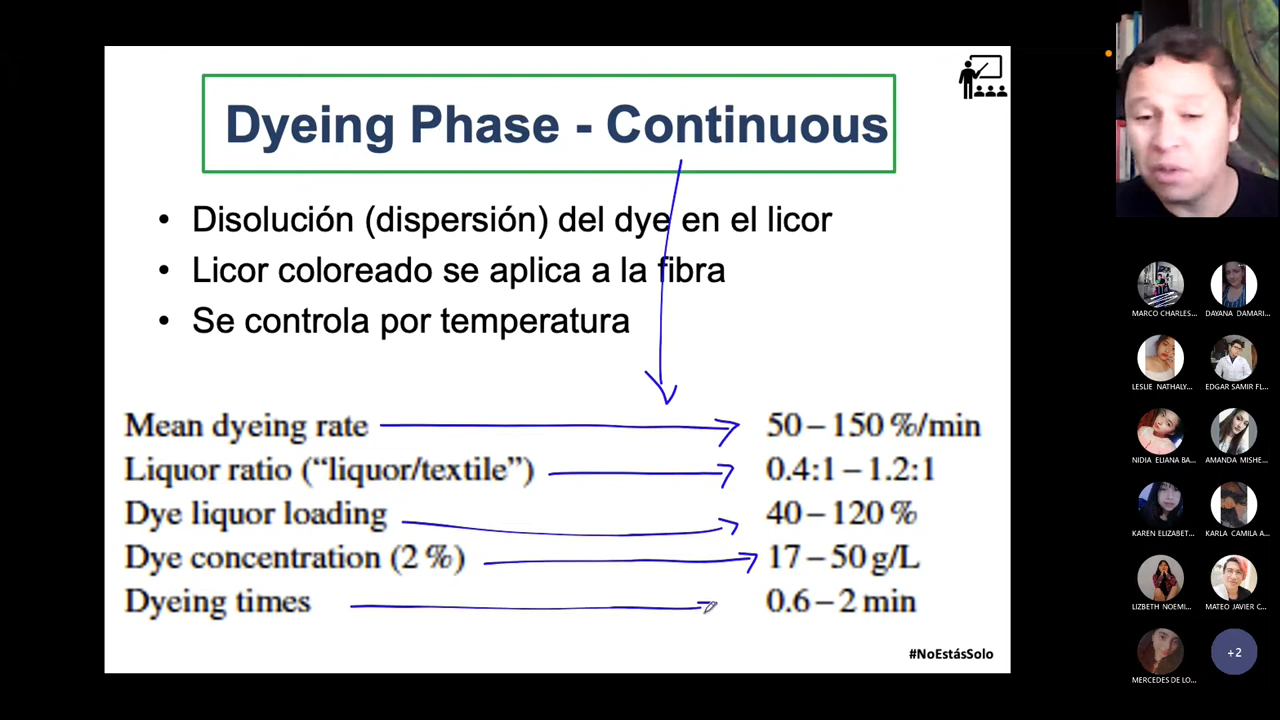 Dyeing Phase - Continuous
• Disolución (dispersión) del dye en el licor
• Licor coloreado se aplica a la fibra
• Se controla por temperatura
Mean dyeing rate 50 – 150 %/min
Liquor ratio (“liquor/textile”) 0.4:1 – 1.2:1
Dye liquor loading 40 – 120 %
Dye concentration (2 %) 17 – 50 g/L
Dyeing times 0.6 – 2 min
#NoEstásSolo
MARCO CHARLES... DAYANA DAMARI...
LESLIE NATHALY... EDGAR SAMIR FL...
NIDIA ELIANA BA... AMANDA MISHE...
KAREN ELIZABET... KARLA CAMILA A...
LIZBETH NOEMI... MATEO JAVIER C...
MERCEDES DE LO... +2